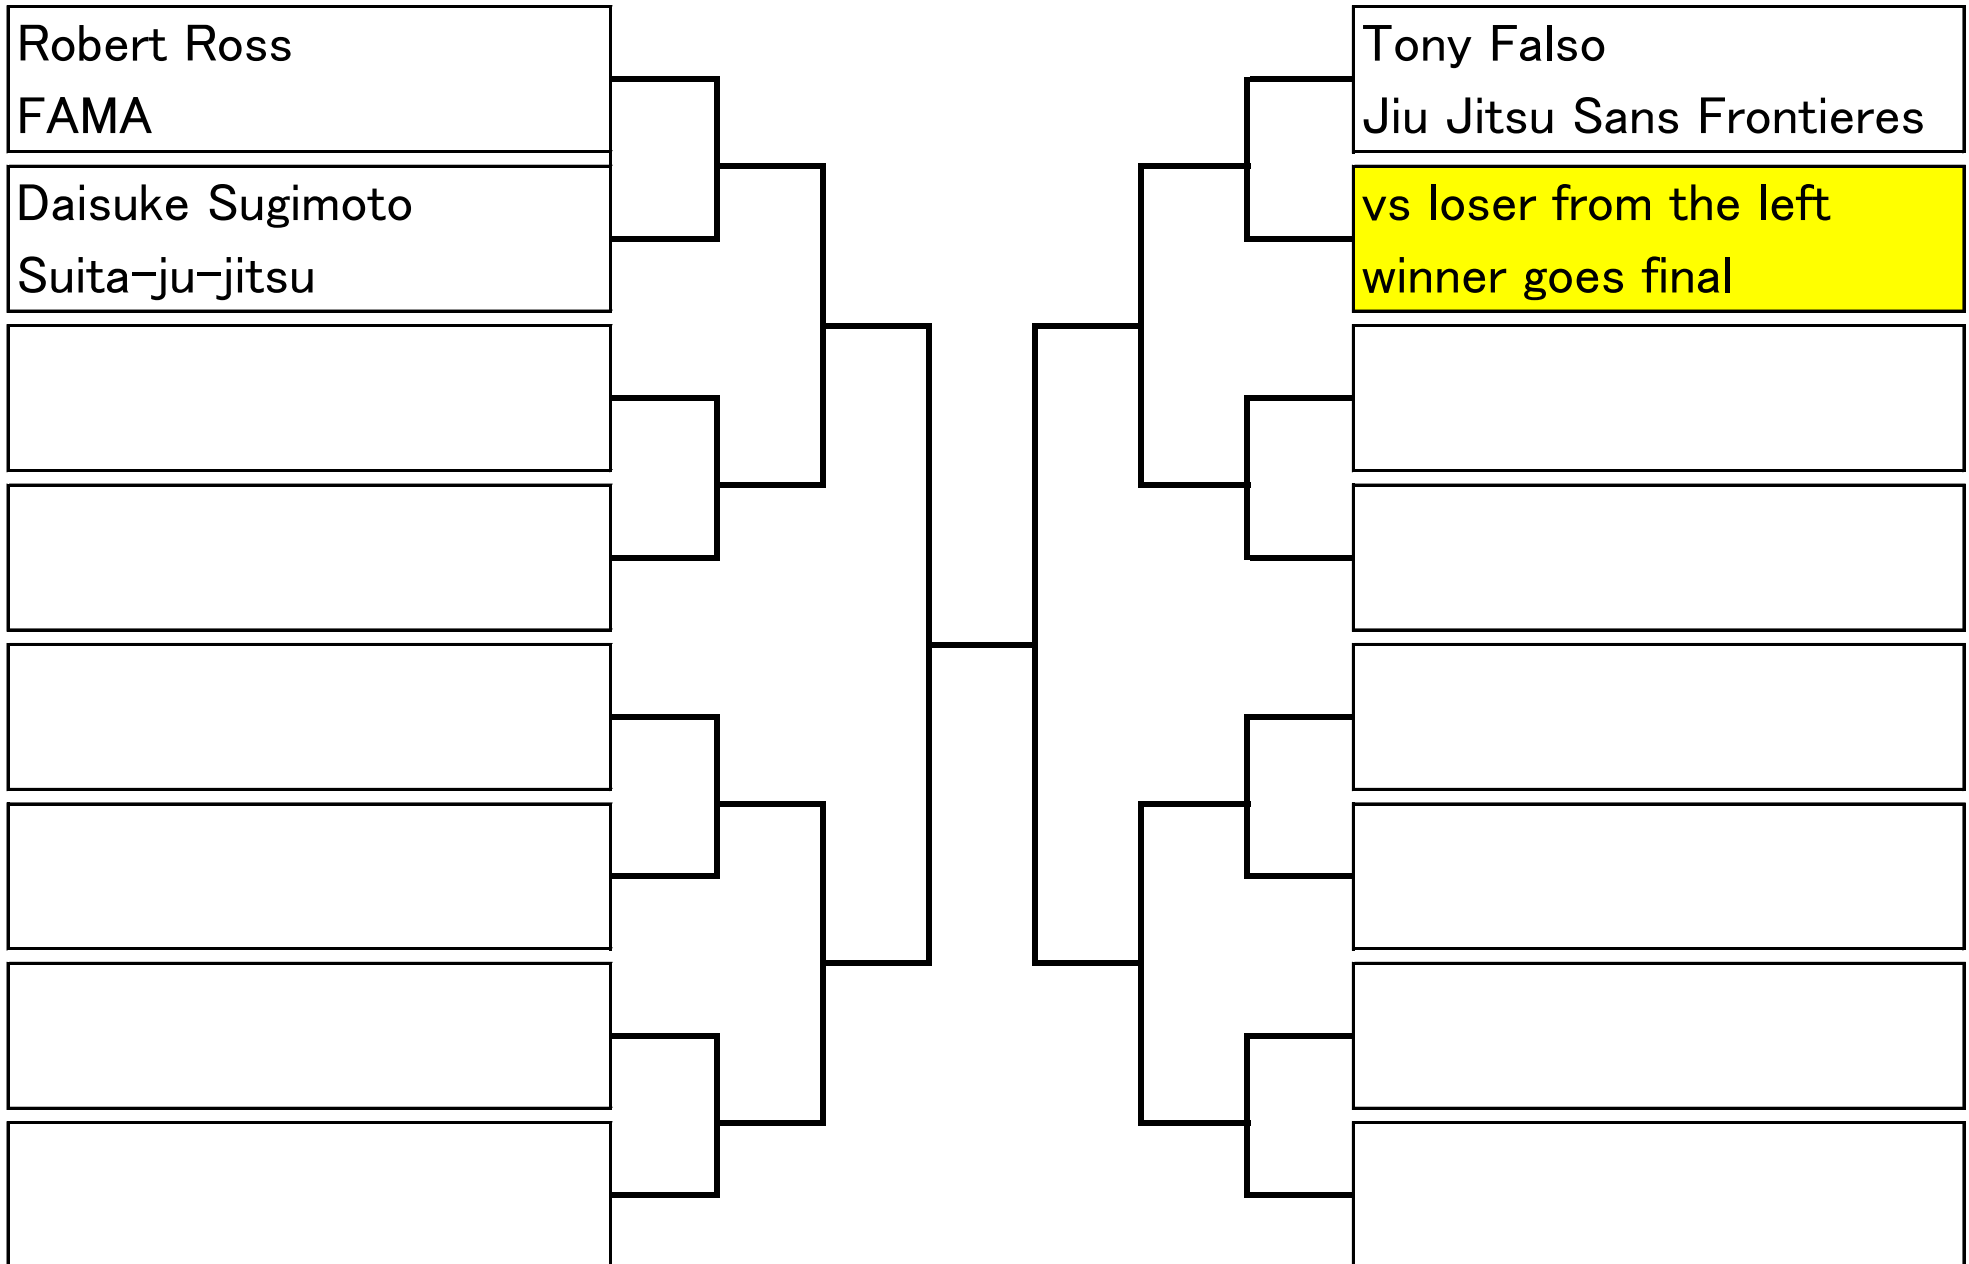 Robert Ross
FAMA
Daisuke Sugimoto
Suita-ju-jitsu
Tony Falso
Jiu Jitsu Sans Frontieres
vs loser from the left
winner goes final